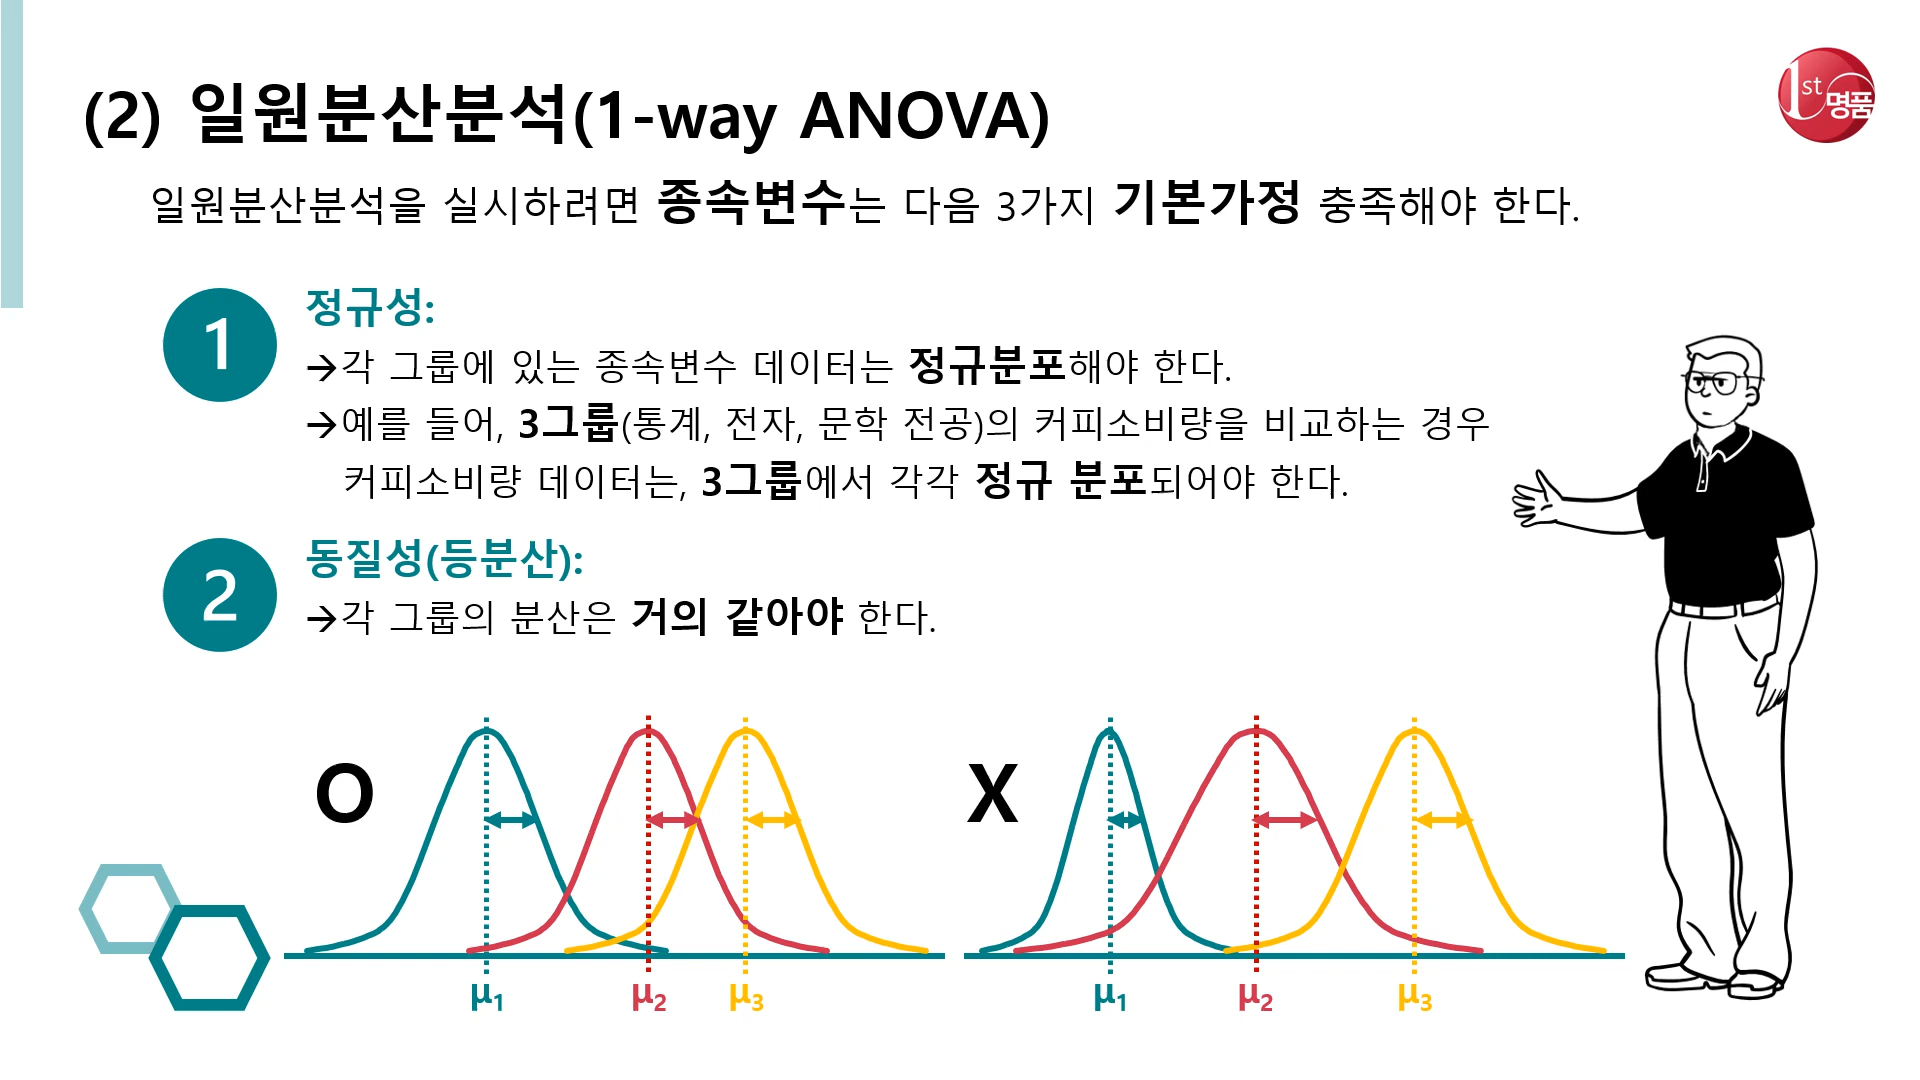 (2) 일원분산분석(1-way ANOVA)
1st 명품
일원분산분석을 실시하려면 종속변수는 다음 3가지 기본가정 충족해야 한다.
1
정규성:
→각 그룹에 있는 종속변수 데이터는 정규분포해야 한다.
→예를 들어, 3그룹(통계, 전자, 문학 전공)의 커피소비량을 비교하는 경우
커피소비량 데이터는, 3그룹에서 각각 정규 분포되어야 한다.
2
동질성(등분산):
→각 그룹의 분산은 거의 같아야 한다.
O
X
μ₁ μ₂ μ₃
μ₁ μ₂ μ₃